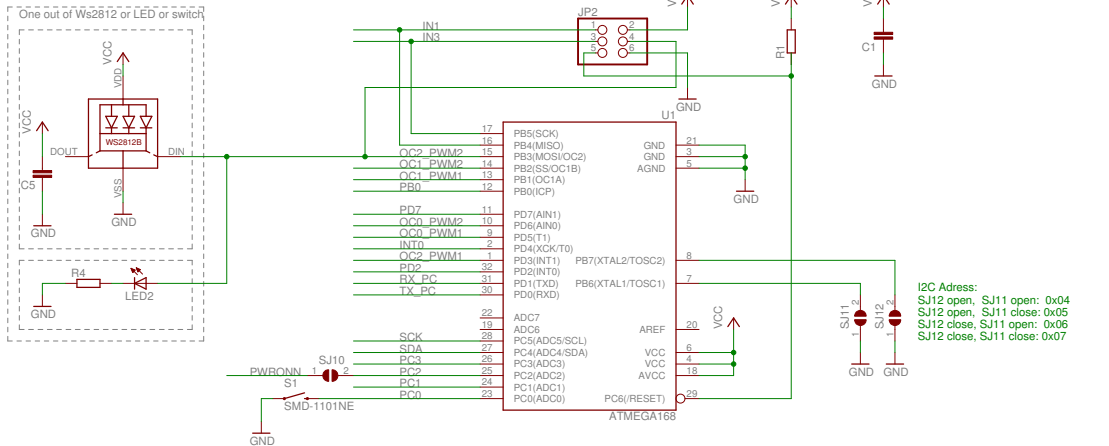 One out of Ws2812 or LED or switch
VCC
VDD
WS2812B
DOUT
DIN
VCC
C5
VSS
GND
GND
R4
LED2
GND
IN1
IN3
JP2
1 2
3 4
5 6
GND
R1
C1
GND
U1
17 PB5(SCK)
16 PB4(MISO)
OC2_PWM2 15 PB3(MOSI/OC2)
OC1_PWM2 14 PB2(SS/OC1B)
OC1_PWM1 13 PB1(OC1A)
PB0 12 PB0(ICP)
PD7 11 PD7(AIN1)
OC0_PWM2 10 PD6(AIN0)
OC0_PWM1 9 PD5(T1)
INT0 2 PD4(XCK/T0)
OC2_PWM1 1 PD3(INT1)
PD2 32 PD2(INT0)
RX_PC 31 PD1(TXD)
TX_PC 30 PD0(RXD)
22 ADC7
19 ADC6
SCK 28 PC5(ADC5/SCL)
SDA 27 PC4(ADC4/SDA)
PC3 26 PC3(ADC3)
PC2 25 PC2(ADC2)
PC1 24 PC1(ADC1)
PC0 23 PC0(ADC0)
GND 21
GND 3
AGND 5
GND
PB7(XTAL2/TOSC2) 8
PB6(XTAL1/TOSC1) 7
AREF 20
VCC 6
VCC 4
AVCC 18
VCC
PC6(/RESET) 29
ATMEGA168
SJ10
PWRONN 1 2
S1
SMD-1101NE
GND
SJ11
1 2
GND
SJ12
1 2
GND
I2C Adress:
SJ12 open, SJ11 open: 0x04
SJ12 open, SJ11 close: 0x05
SJ12 close, SJ11 open: 0x06
SJ12 close, SJ11 close: 0x07